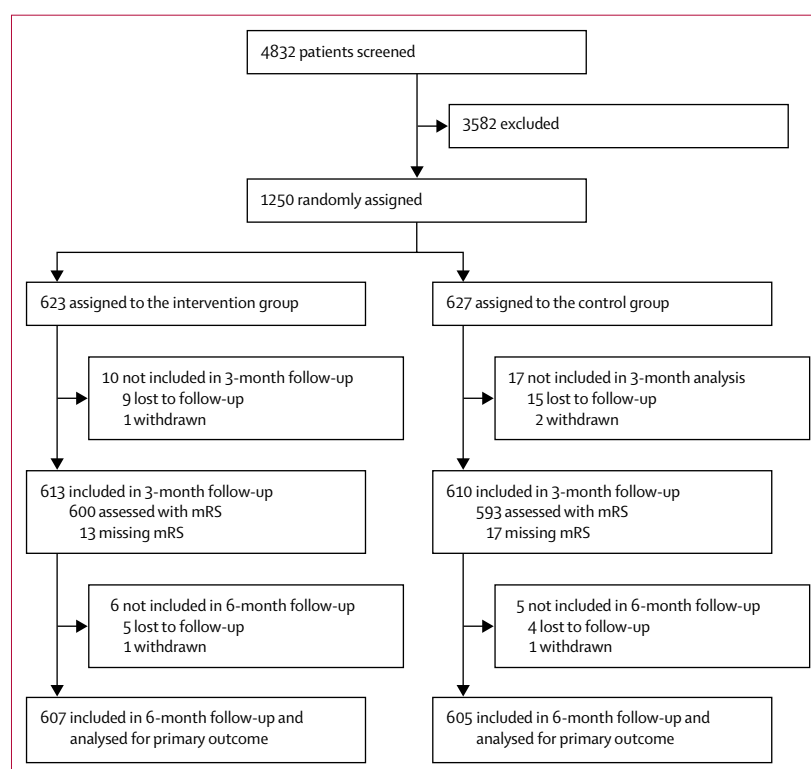 4832 patients screened
3582 excluded
1250 randomly assigned
623 assigned to the intervention group
627 assigned to the control group
10 not included in 3-month follow-up
9 lost to follow-up
1 withdrawn
17 not included in 3-month analysis
15 lost to follow-up
2 withdrawn
613 included in 3-month follow-up
600 assessed with mRS
13 missing mRS
610 included in 3-month follow-up
593 assessed with mRS
17 missing mRS
6 not included in 6-month follow-up
5 lost to follow-up
1 withdrawn
5 not included in 6-month follow-up
4 lost to follow-up
1 withdrawn
607 included in 6-month follow-up and
analysed for primary outcome
605 included in 6-month follow-up and
analysed for primary outcome